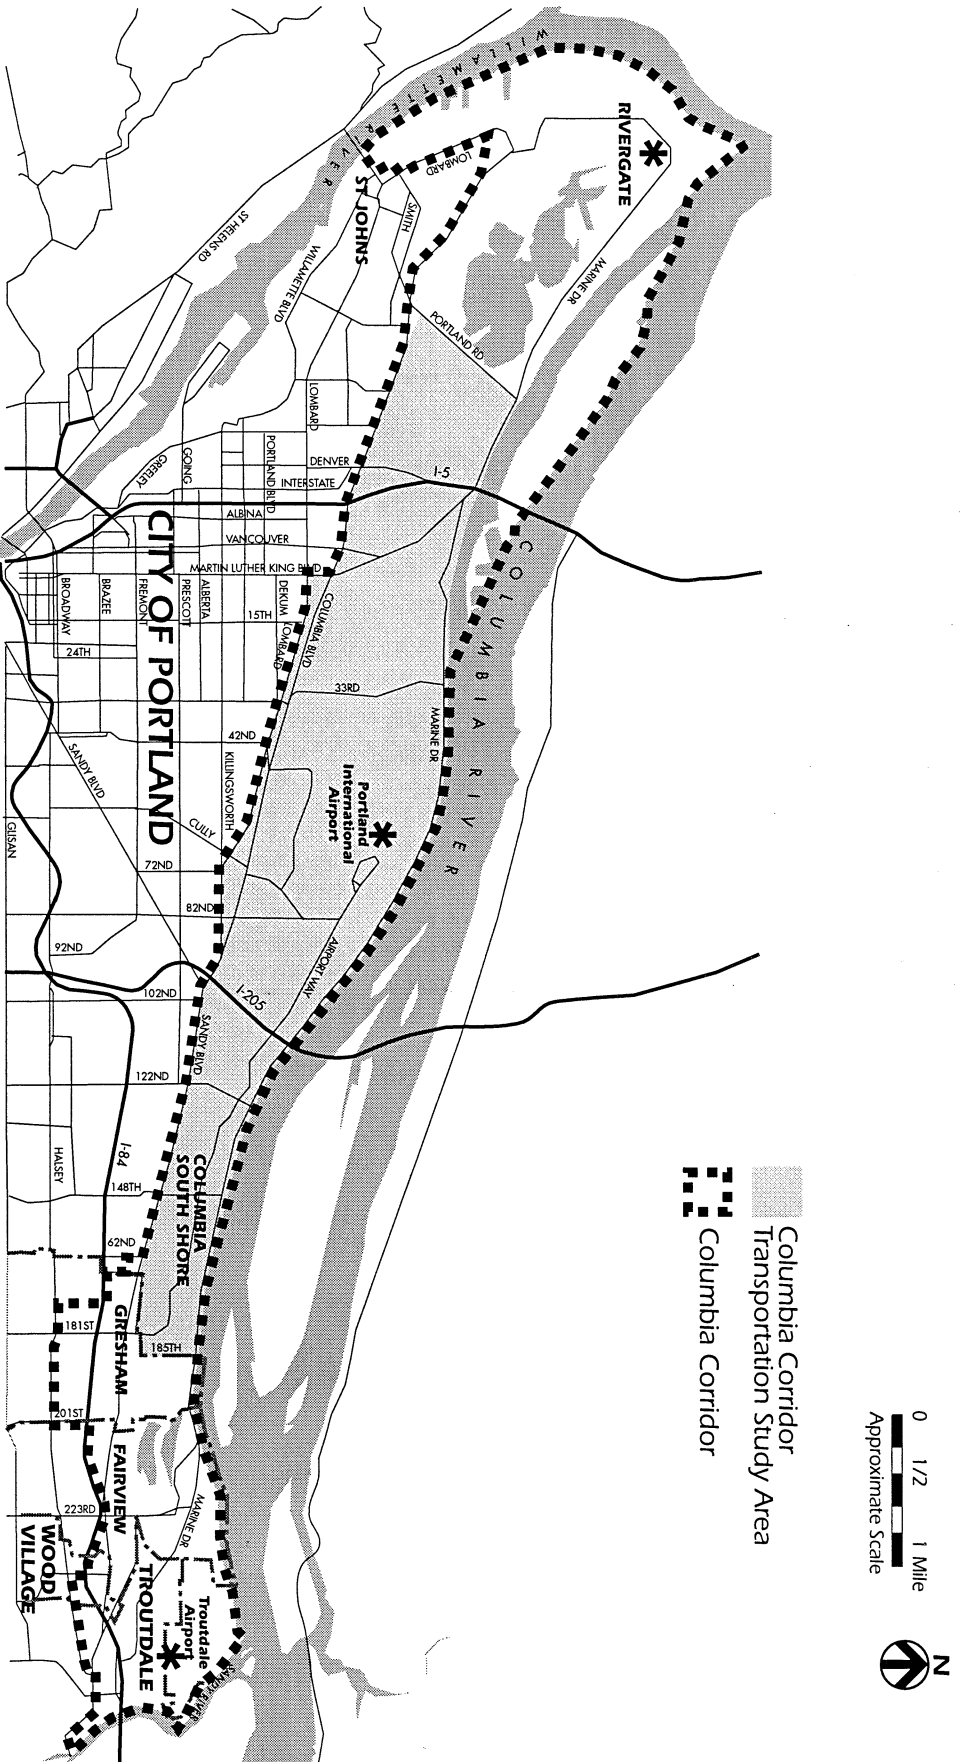 WILLAMETTE
RIVER
RIVERGATE
LOMBARD
ST JOHNS
SMITH
MARINE DR
PORTLAND RD
ST HELENS RD
WILLAMETTE BLVD
LOMBARD
PORTLAND BLVD
GOING
GREELEY
DENVER
INTERSTATE
I-5
ALBINA
VANCOUVER
MARTIN LUTHER KING BLVD
COLUMBIA RIVER
CITY OF PORTLAND
BROADWAY
BRAZEE
FREMONT
PRESCOTT
ALBERTA
DEKUM
LOMBARD
COLUMBIA BLVD
15TH
24TH
33RD
MARINE DR
42ND
SANDY BLVD
KILLINGSWORTH
Portland
International
Airport
GLISAN
CULLY
72ND
82ND
92ND
AIRPORT WAY
102ND
I-205
SANDY BLVD
122ND
I-84
HALSEY
148TH
COLUMBIA
SOUTH SHORE
62ND
GRESHAM
181ST
185TH
201ST
FAIRVIEW
223RD
MARINE DR
WOOD
VILLAGE
TROUTDALE
Troutdale
Airport
SANDY RIVER
Columbia Corridor
Transportation Study Area
Columbia Corridor
0 1/2 1 Mile
Approximate Scale
N